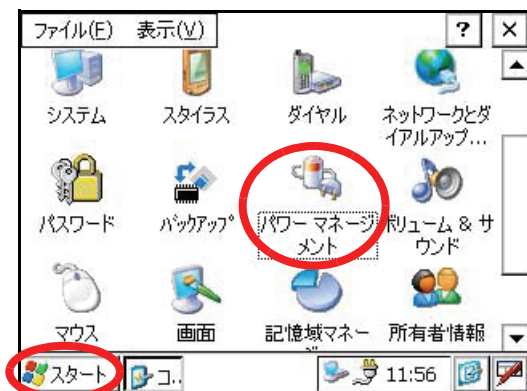 ファイル(F) 表示(V) ? ×
システム スタイラス ダイヤル ネットワークとダイアルアップ...
パスワード バックアップ パワー マネージメント ボリューム & サウンド
マウス 画面 記憶域マネー 所有者情報
スタート コ.. 11:56